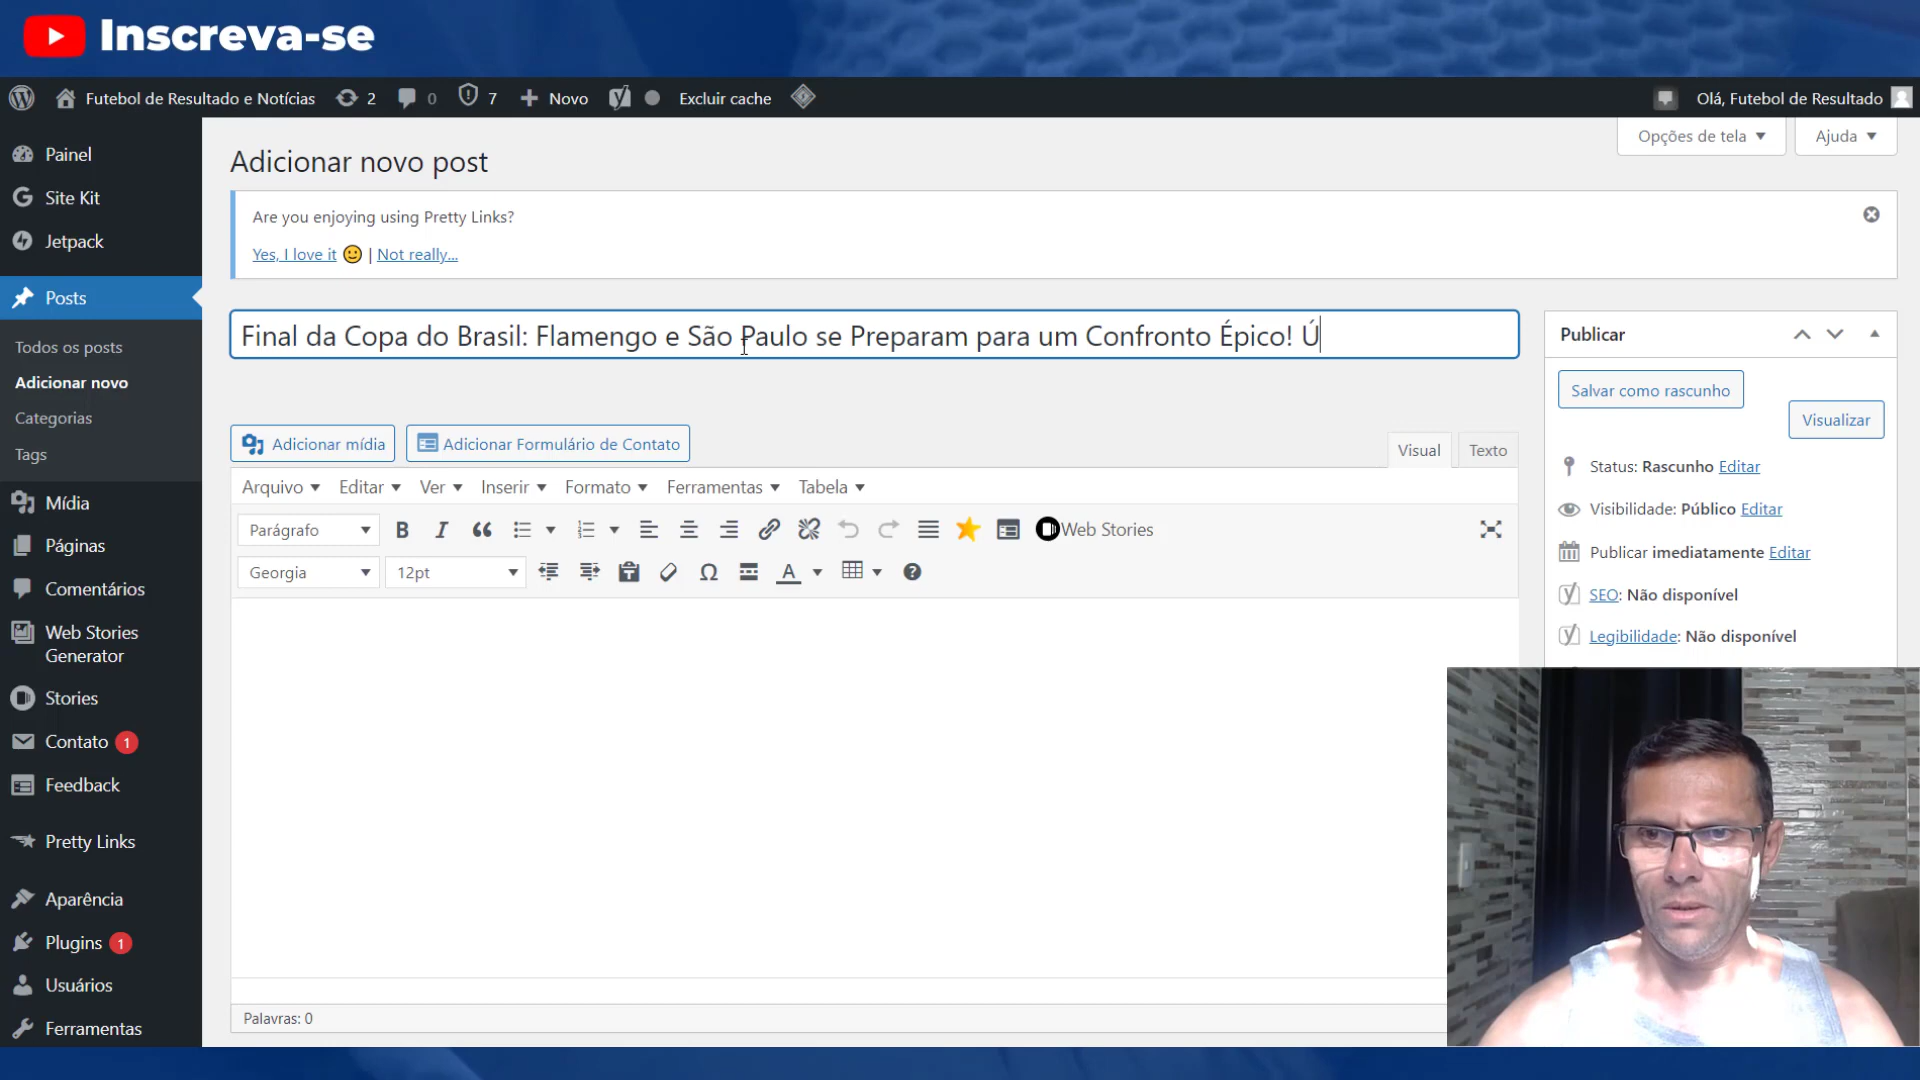 Inscreva-se
Futebol de Resultado e Notícias 2 0 7 Novo Excluir cache Olá, Futebol de Resultado
Opções de tela Ajuda
Painel
Site Kit
Jetpack
Posts
Todos os posts
Adicionar novo
Categorias
Tags
Mídia
Páginas
Comentários
Web Stories
Generator
Stories
Contato 1
Feedback
Pretty Links
Aparência
Plugins 1
Usuários
Ferramentas
Adicionar novo post
Are you enjoying using Pretty Links?
Yes, I love it | Not really...
Final da Copa do Brasil: Flamengo e São Paulo se Preparam para um Confronto Épico! Ú
Adicionar mídia Adicionar Formulário de Contato
Visual Texto
Arquivo Editar Ver Inserir Formato Ferramentas Tabela
Parágrafo B I Web Stories
Georgia 12pt Ω A
Palavras: 0
Publicar
Salvar como rascunho
Visualizar
Status: Rascunho Editar
Visibilidade: Público Editar
Publicar imediatamente Editar
SEO: Não disponível
Legibilidade: Não disponível